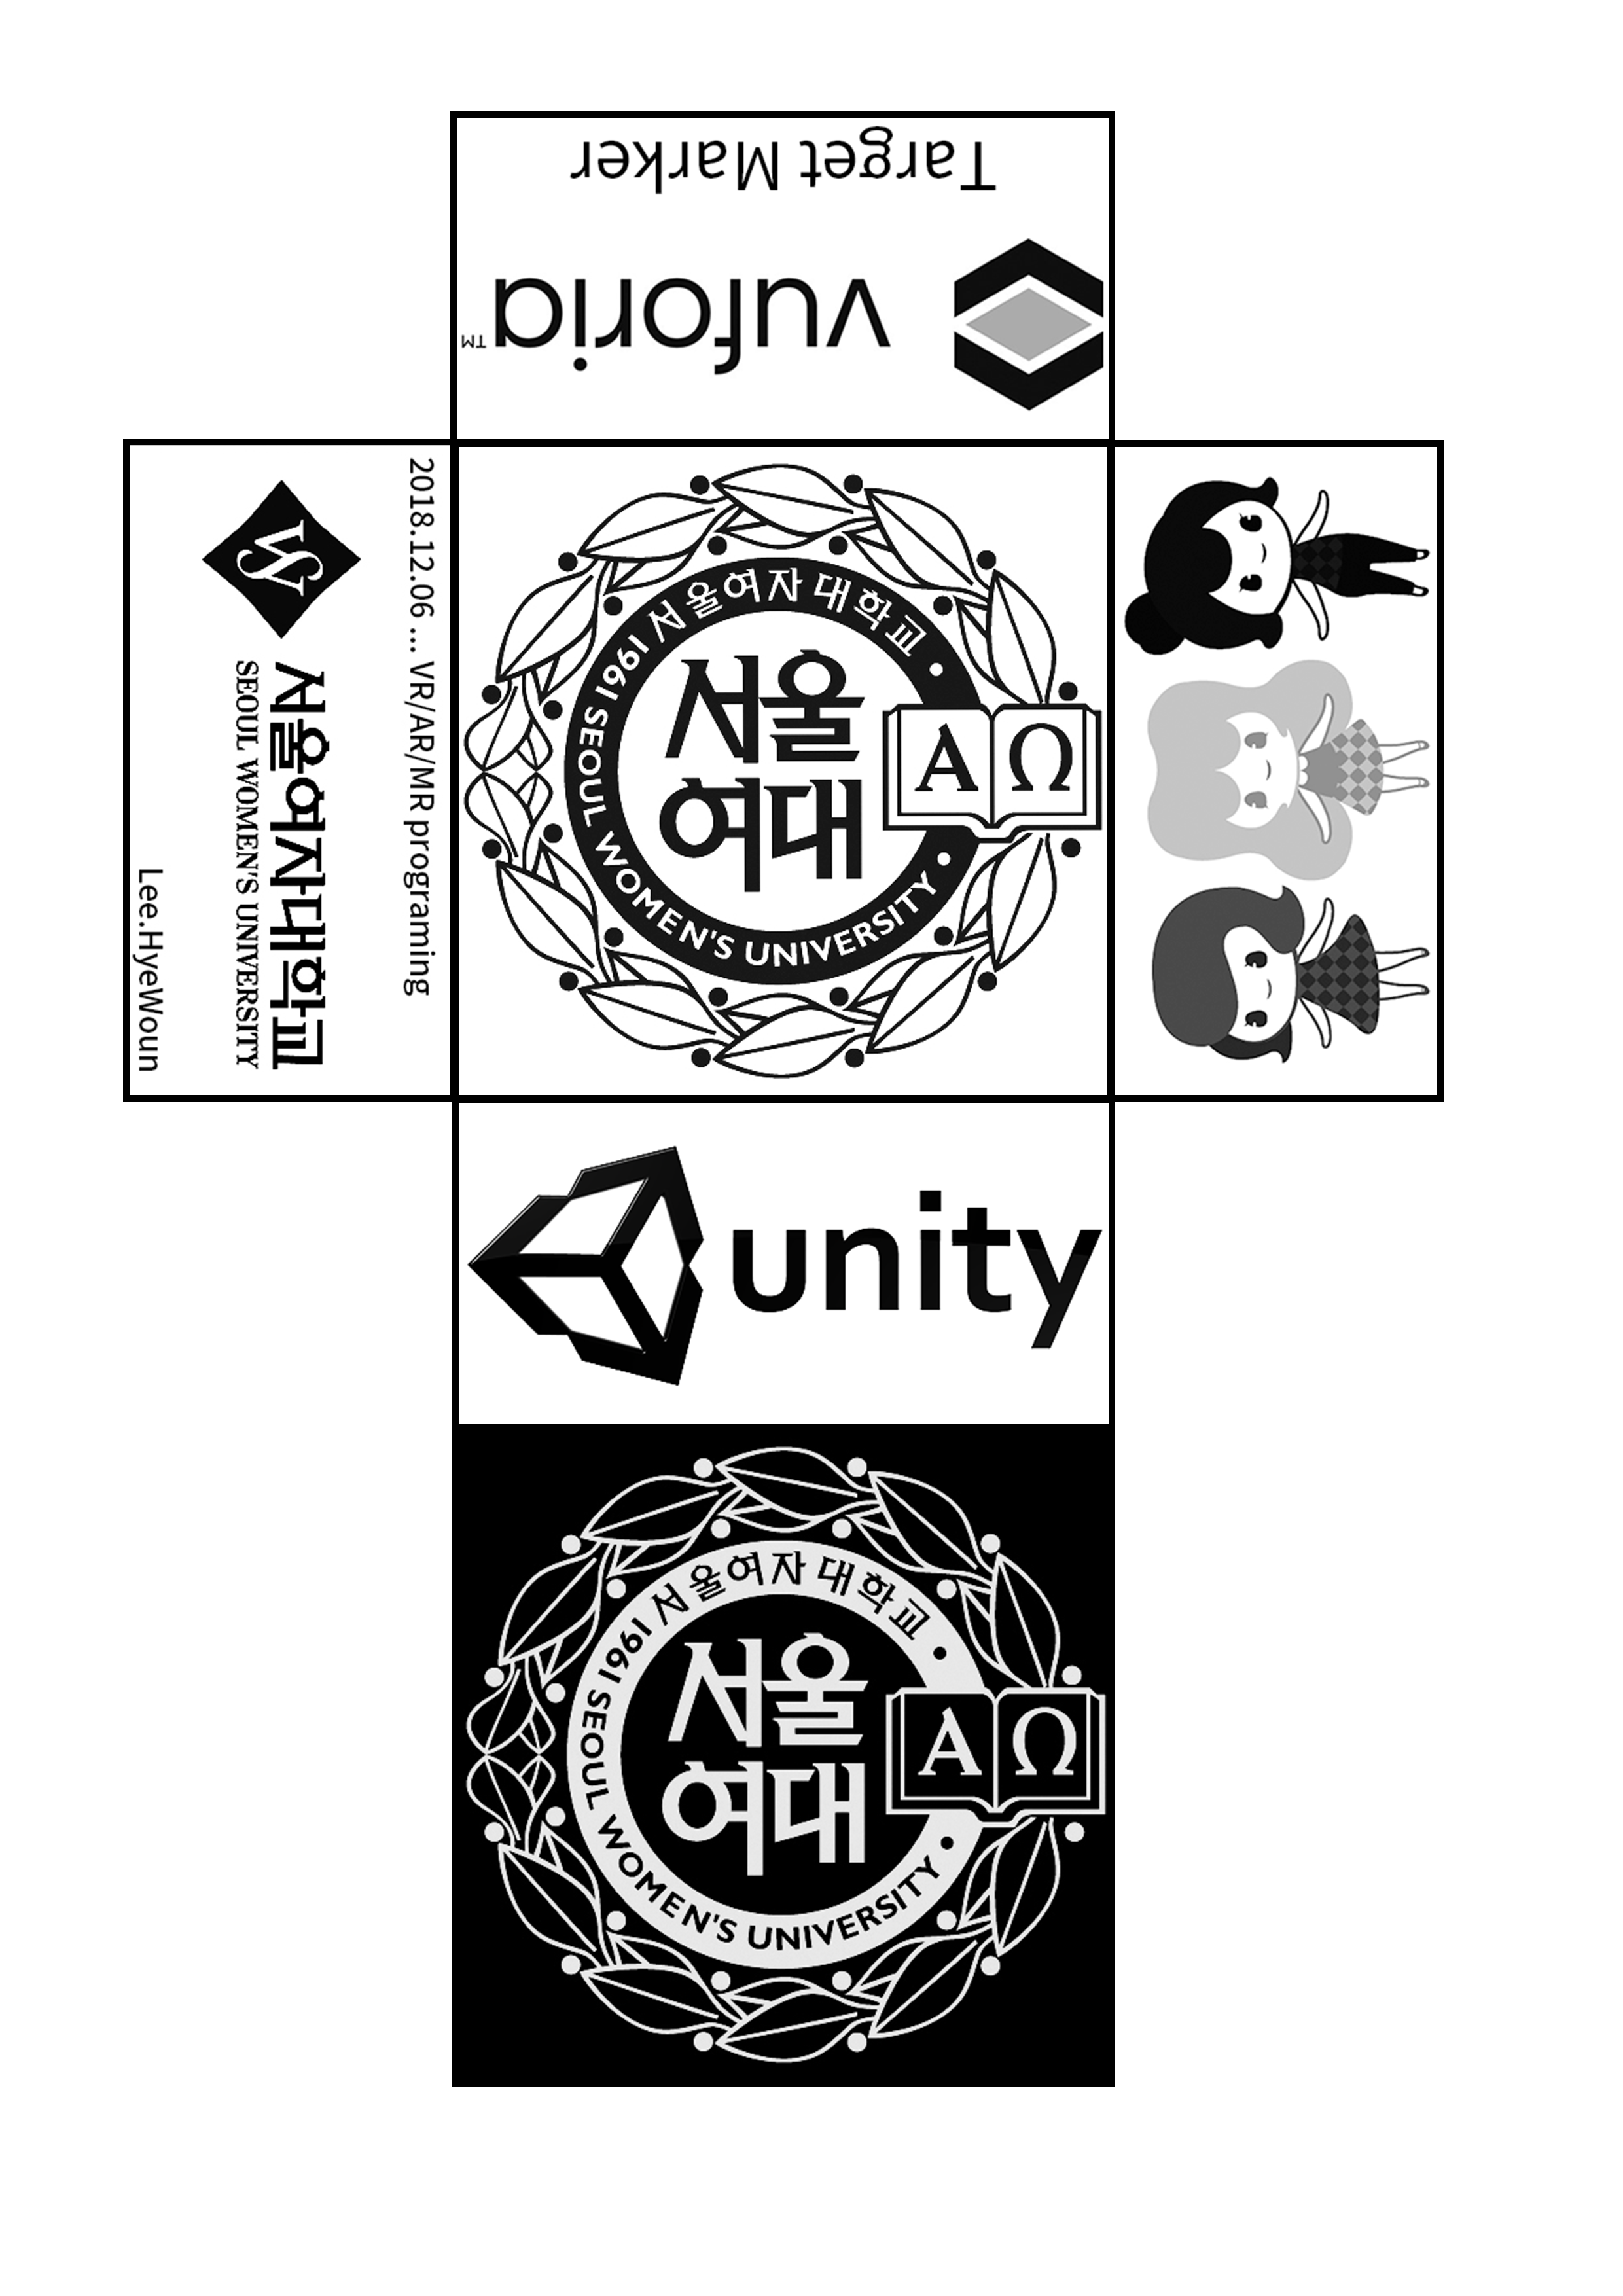 Target Marker
vuforia™
2018.12.06 ... VR/AR/MR programing
서울여자대학교
SEOUL WOMEN'S UNIVERSITY
Lee.HyeWoun
1961 서울여자대학교
서울
여대
A Ω
SEOUL WOMEN'S UNIVERSITY
unity
1961 서울여자대학교
서울
여대
A Ω
SEOUL WOMEN'S UNIVERSITY